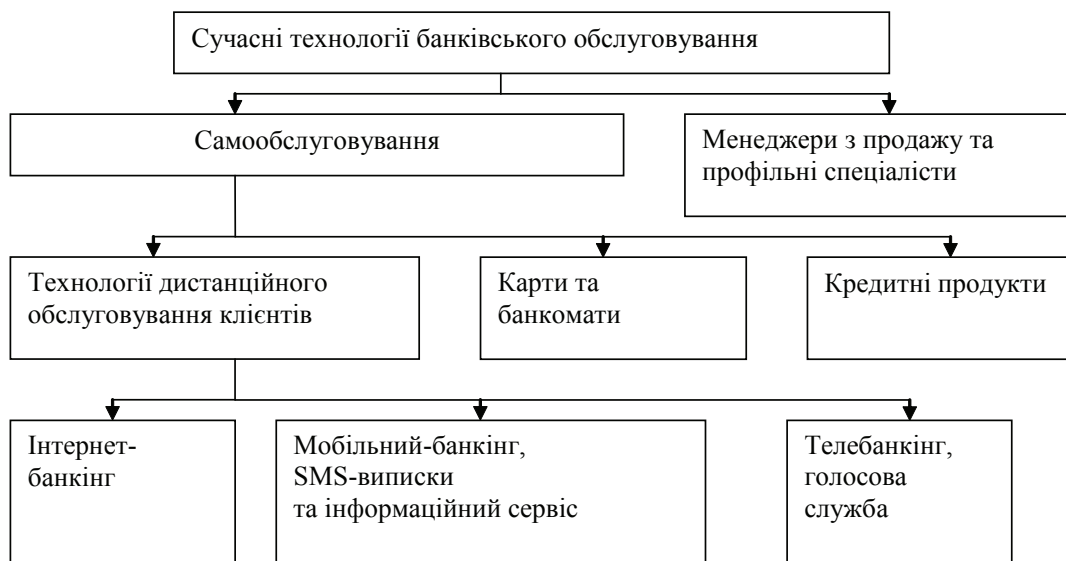 Сучасні технології банківського обслуговування
Самообслуговування
Менеджери з продажу та
профільні спеціалісти
Технології дистанційного
обслуговування клієнтів
Карти та
банкомати
Кредитні продукти
Інтернет-
банкінг
Мобільний-банкінг,
SMS-виписки
та інформаційний сервіс
Телебанкінг,
голосова
служба